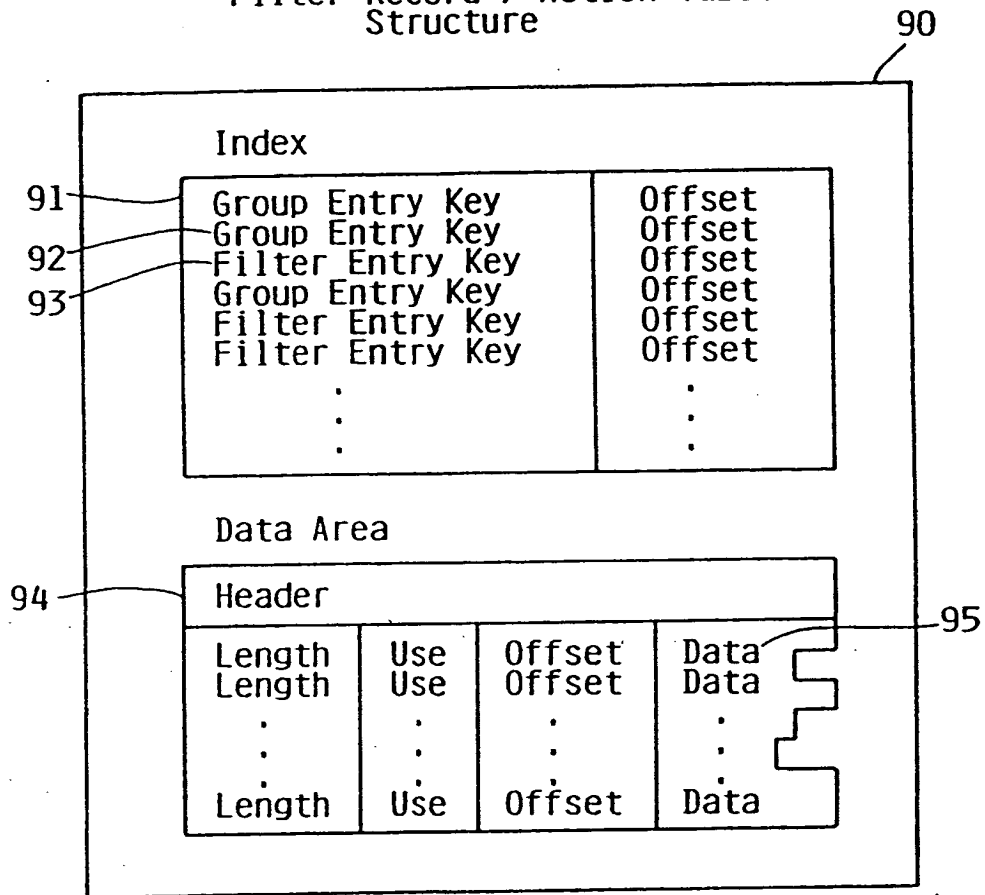 Structure
90
Index
91
Group Entry Key Offset
92
Group Entry Key Offset
93
Filter Entry Key Offset
Group Entry Key Offset
Filter Entry Key Offset
Filter Entry Key Offset
Data Area
94
Header
95
Length Use Offset Data
Length Use Offset Data
Length Use Offset Data